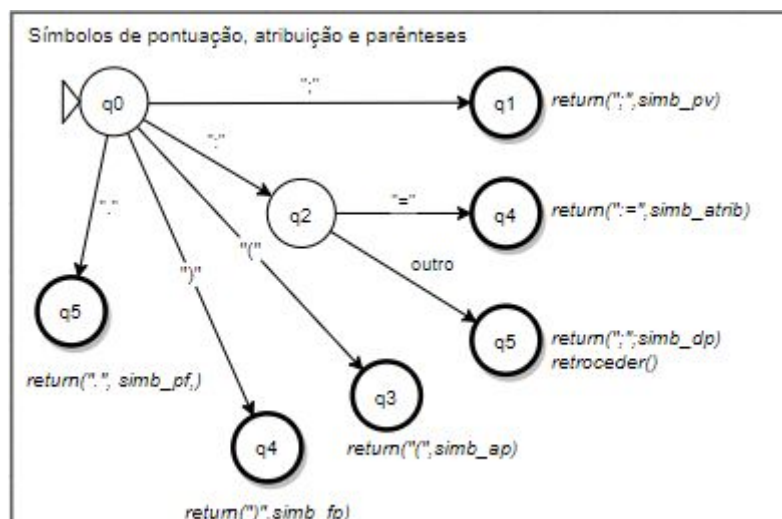 Símbolos de pontuação, atribuição e parênteses
q0
";"
q1
return(";",simb_pv)
":"
q2
"="
q4
return(":=",simb_atrib)
"."
")"
"("
outro
q5
return(".", simb_pf,)
q5
return(";";simb_dp)
retroceder()
q3
return("(",simb_ap)
q4
return(")",simb_fp)